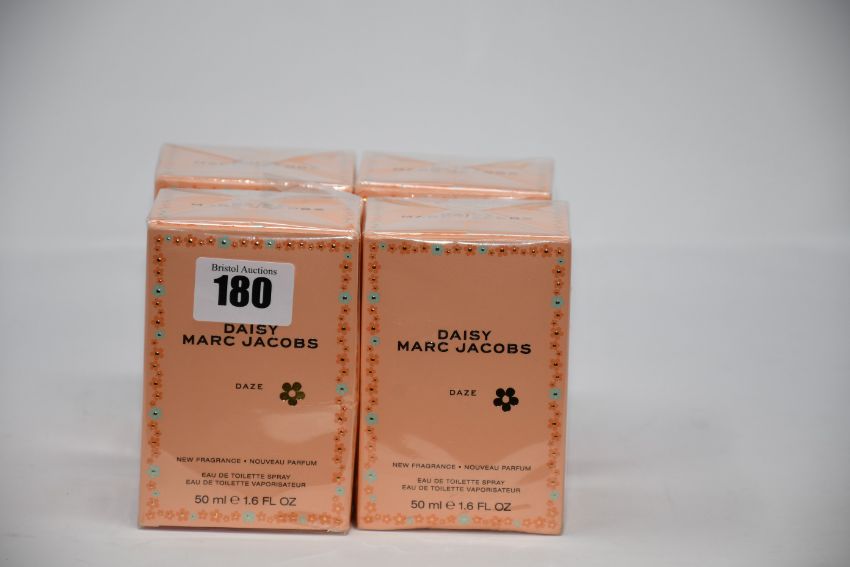 Bristol Auctions
180
DAISY
MARC JACOBS
DAZE
NEW FRAGRANCE • NOUVEAU PARFUM
EAU DE TOILETTE SPRAY
EAU DE TOILETTE VAPORISATEUR
50 ml ℮ 1.6 FL OZ
DAISY
MARC JACOBS
DAZE
NEW FRAGRANCE • NOUVEAU PARFUM
EAU DE TOILETTE SPRAY
EAU DE TOILETTE VAPORISATEUR
50 ml ℮ 1.6 FL OZ